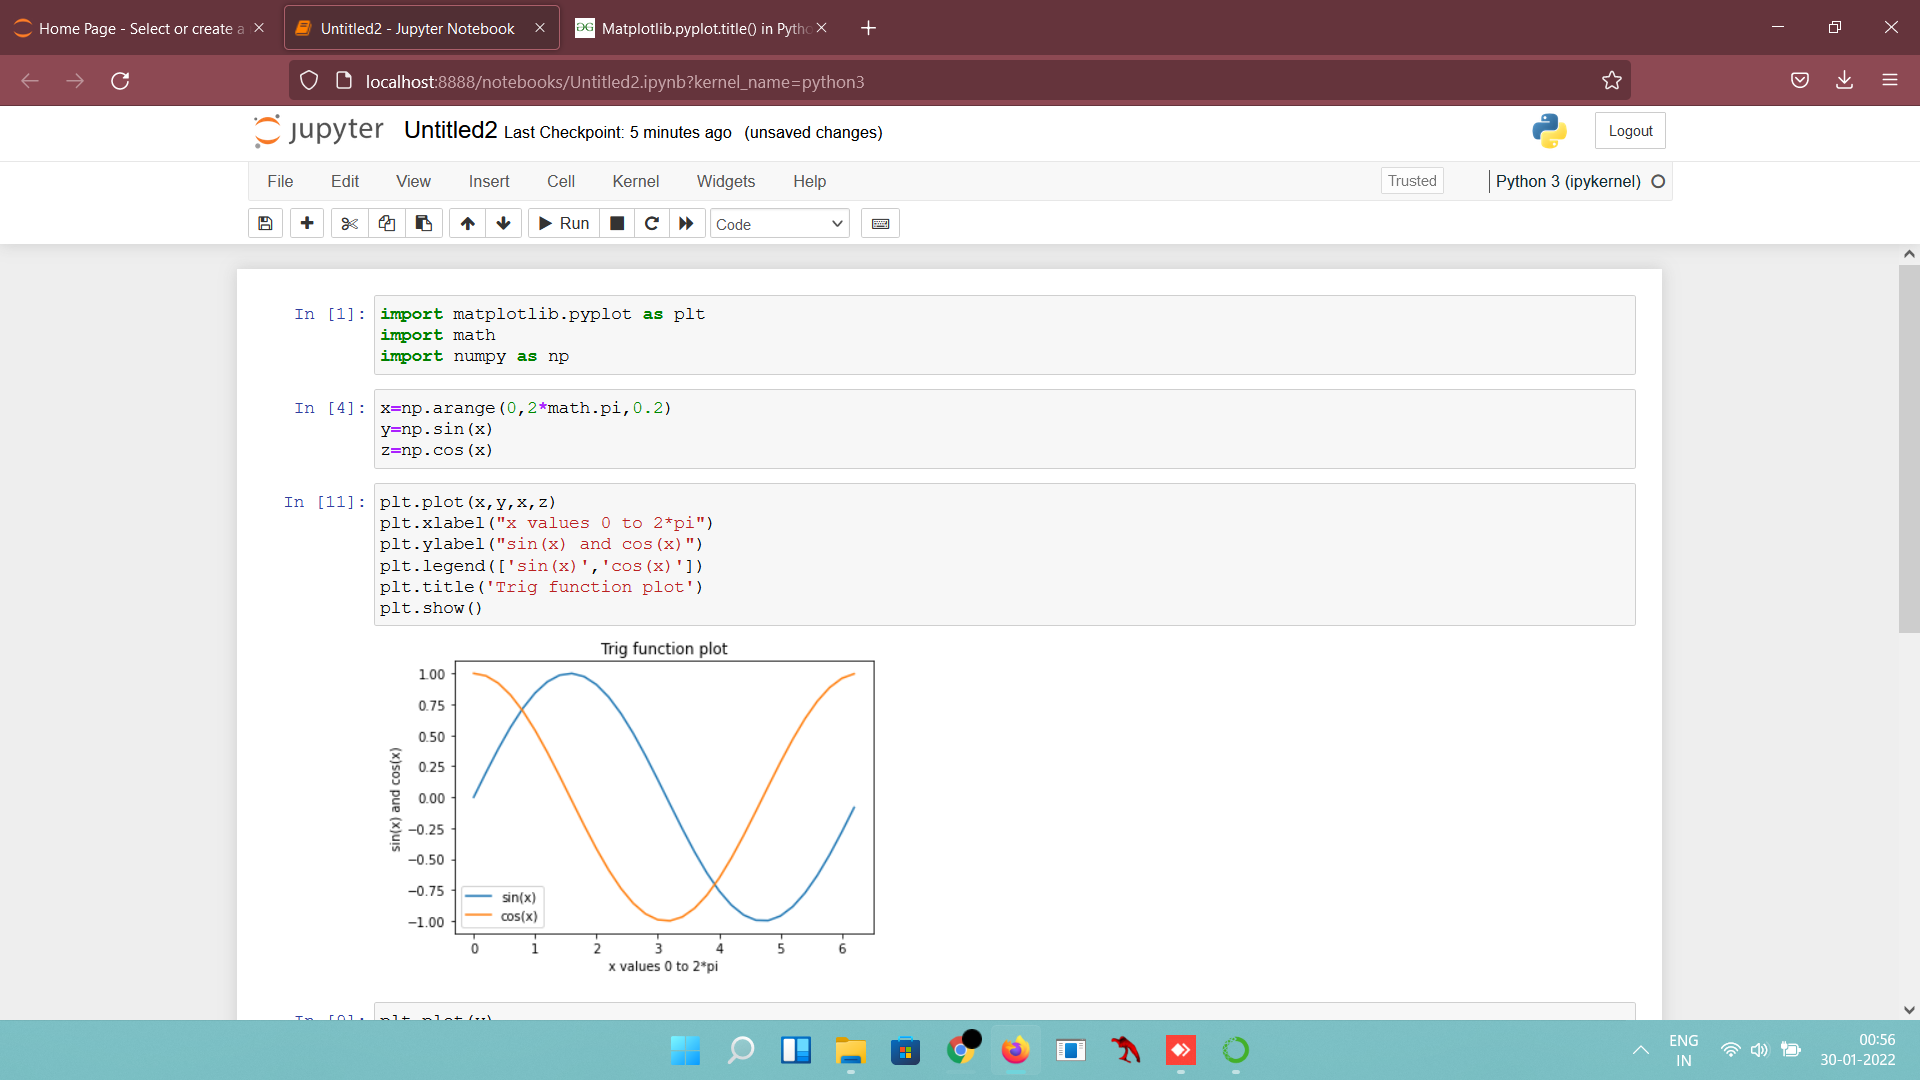 Home Page - Select or create a
Untitled2 - Jupyter Notebook
Matplotlib.pyplot.title() in Pytho
localhost:8888/notebooks/Untitled2.ipynb?kernel_name=python3
jupyter Untitled2 Last Checkpoint: 5 minutes ago (unsaved changes)
Logout
File Edit View Insert Cell Kernel Widgets Help
Trusted
Python 3 (ipykernel)
Run
Code
In [1]:
import matplotlib.pyplot as plt
import math
import numpy as np
In [4]:
x=np.arange(0,2*math.pi,0.2)
y=np.sin(x)
z=np.cos(x)
In [11]:
plt.plot(x,y,x,z)
plt.xlabel("x values 0 to 2*pi")
plt.ylabel("sin(x) and cos(x)")
plt.legend(['sin(x)','cos(x)'])
plt.title('Trig function plot')
plt.show()
Trig function plot
1.00
0.75
0.50
0.25
0.00
−0.25
−0.50
−0.75
−1.00
sin(x) and cos(x)
sin(x)
cos(x)
0 1 2 3 4 5 6
x values 0 to 2*pi
In [9]:
plt.plot(y)
ENG
IN
00:56
30-01-2022